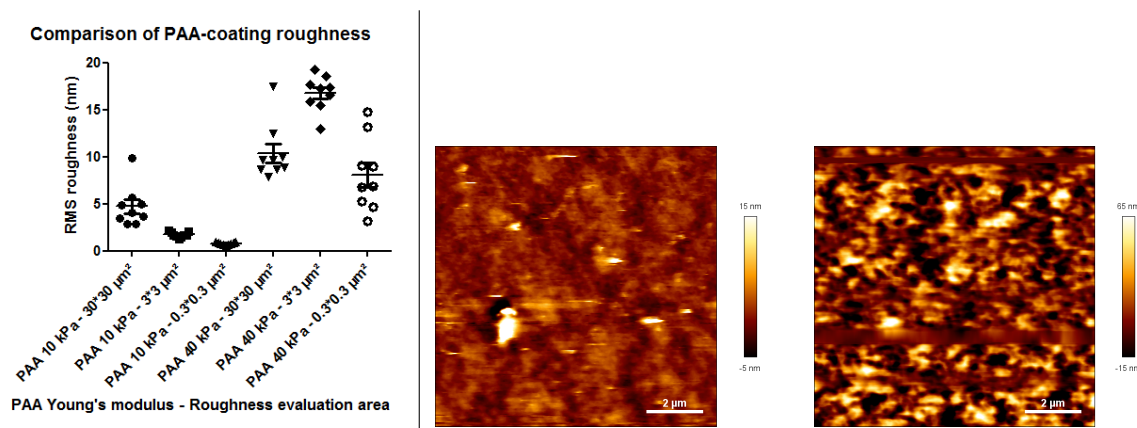 Comparison of PAA-coating roughness
RMS roughness (nm)
20
15
10
5
0
PAA 10 kPa - 30*30 µm²
PAA 10 kPa - 3*3 µm²
PAA 10 kPa - 0.3*0.3 µm²
PAA 40 kPa - 30*30 µm²
PAA 40 kPa - 3*3 µm²
PAA 40 kPa - 0.3*0.3 µm²
PAA Young's modulus - Roughness evaluation area
15 nm
-5 nm
2 µm
65 nm
-15 nm
2 µm